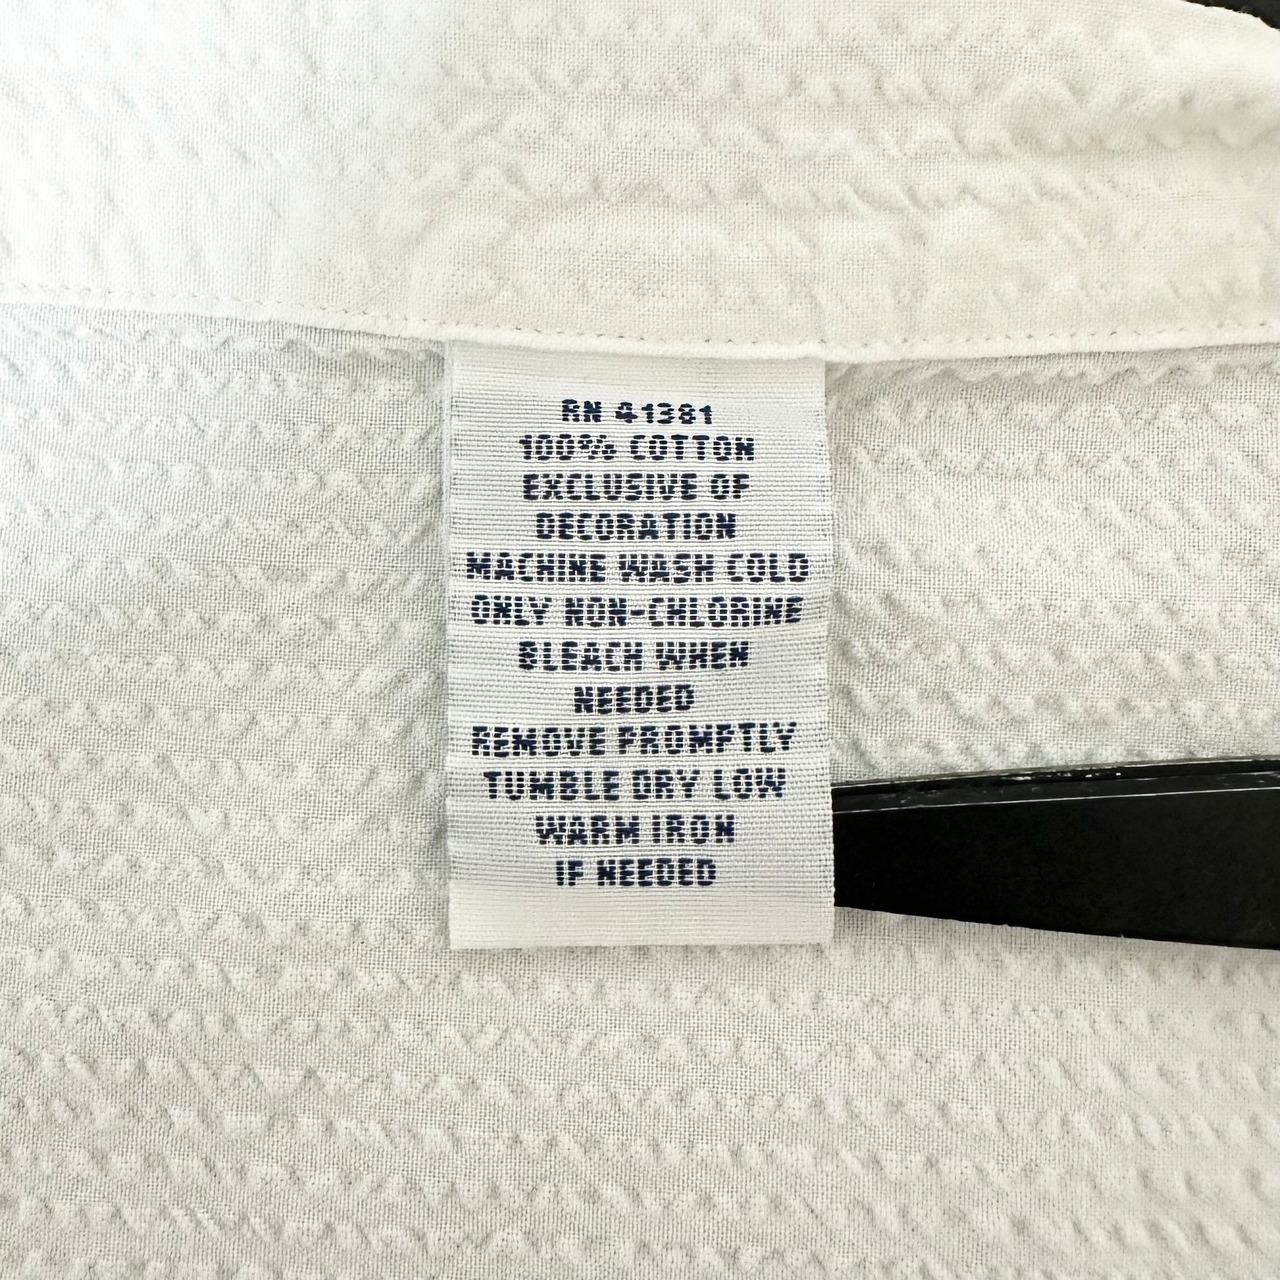 RN 41381
100% COTTON
EXCLUSIVE OF
DECORATION
MACHINE WASH COLD
ONLY NON-CHLORINE
BLEACH WHEN
NEEDED
REMOVE PROMPTLY
TUMBLE DRY LOW
WARM IRON
IF NEEDED